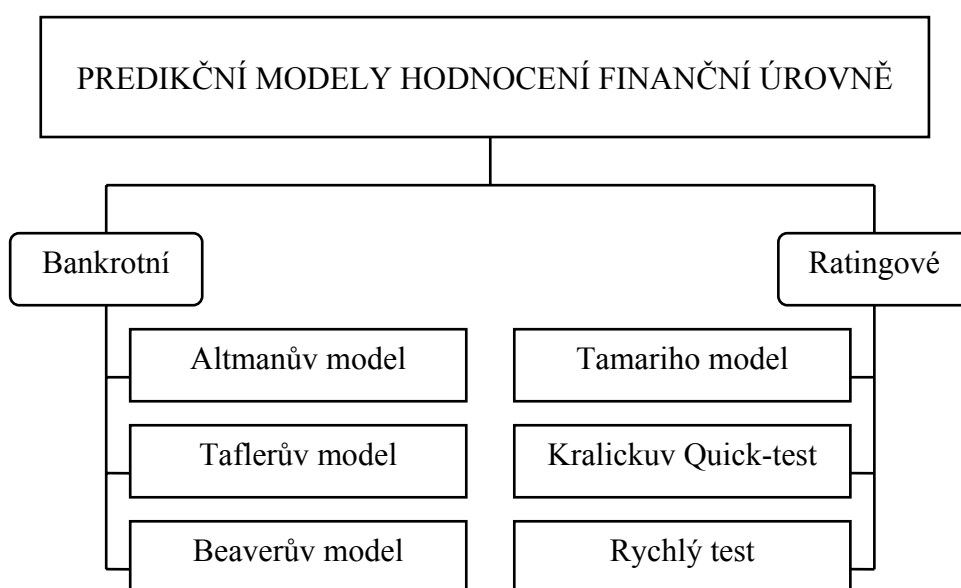 PREDIKČNÍ MODELY HODNOCENÍ FINANČNÍ ÚROVNĚ
Bankrotní
Ratingové
Altmanův model
Tamariho model
Taflerův model
Kralickuv Quick-test
Beaverův model
Rychlý test